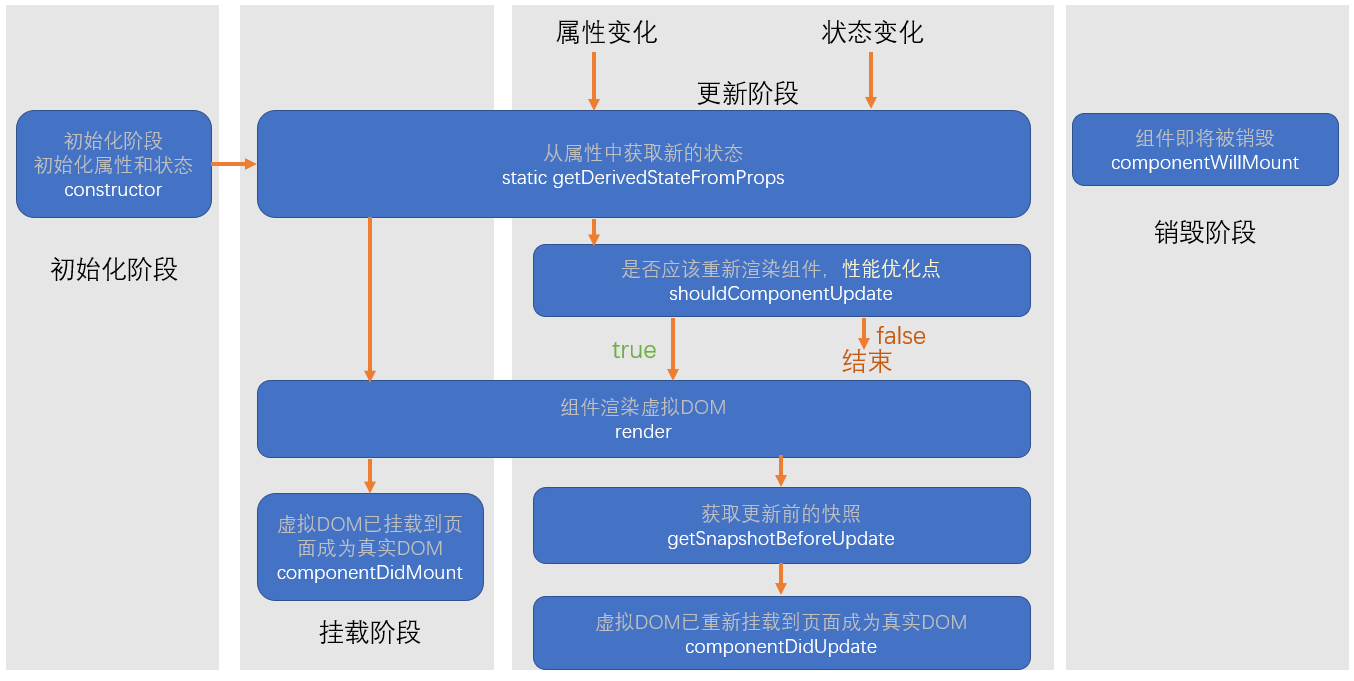 属性变化
状态变化
更新阶段
初始化阶段
初始化属性和状态
constructor
初始化阶段
从属性中获取新的状态
static getDerivedStateFromProps
是否应该重新渲染组件，性能优化点
shouldComponentUpdate
true
false
结束
组件渲染虚拟DOM
render
虚拟DOM已挂载到页
面成为真实DOM
componentDidMount
挂载阶段
获取更新前的快照
getSnapshotBeforeUpdate
虚拟DOM已重新挂载到页面成为真实DOM
componentDidUpdate
组件即将被销毁
componentWillMount
销毁阶段